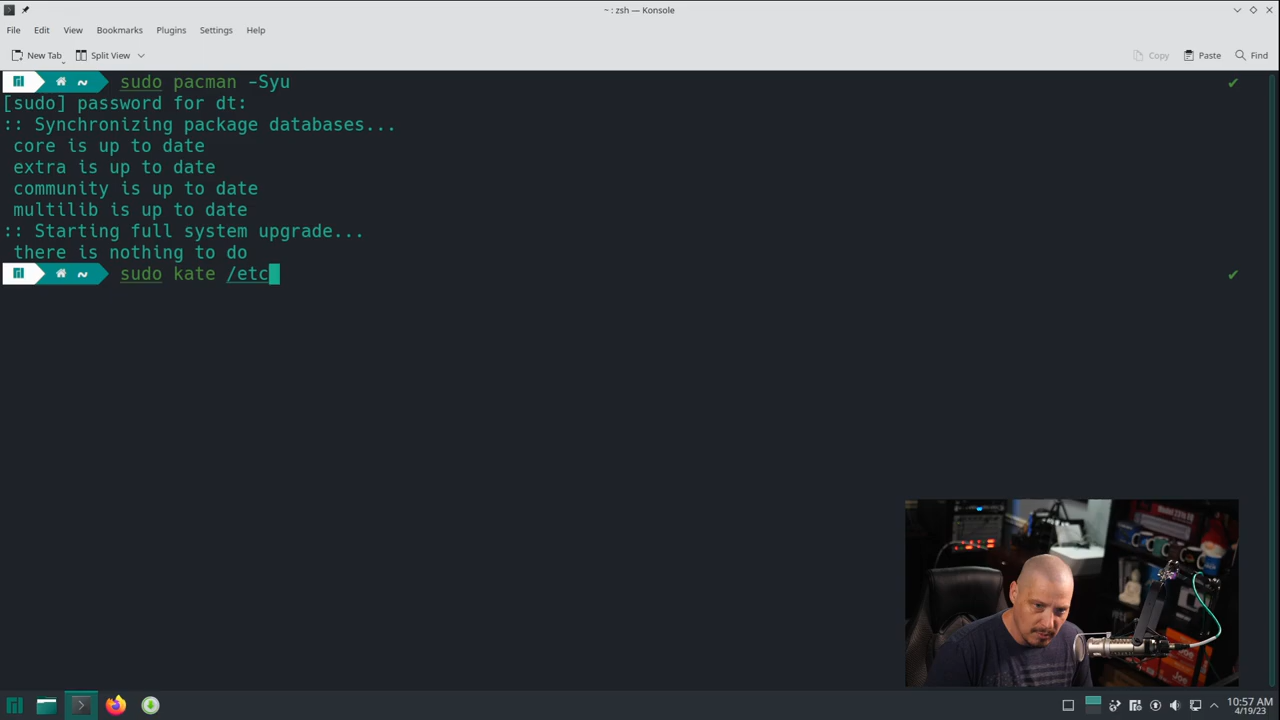 ~ : zsh — Konsole
File Edit View Bookmarks Plugins Settings Help
New Tab Split View Copy Paste Find
~ sudo pacman -Syu ✔
[sudo] password for dt:
:: Synchronizing package databases...
core is up to date
extra is up to date
community is up to date
multilib is up to date
:: Starting full system upgrade...
there is nothing to do
~ sudo kate /etc ✔
10:57 AM
4/19/23